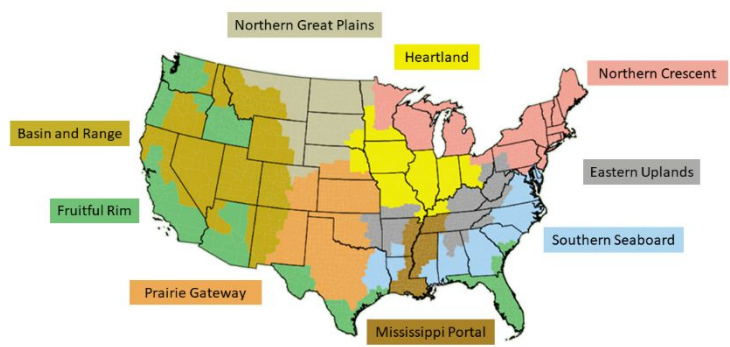 Northern Great Plains
Heartland
Northern Crescent
Basin and Range
Eastern Uplands
Fruitful Rim
Southern Seaboard
Prairie Gateway
Mississippi Portal